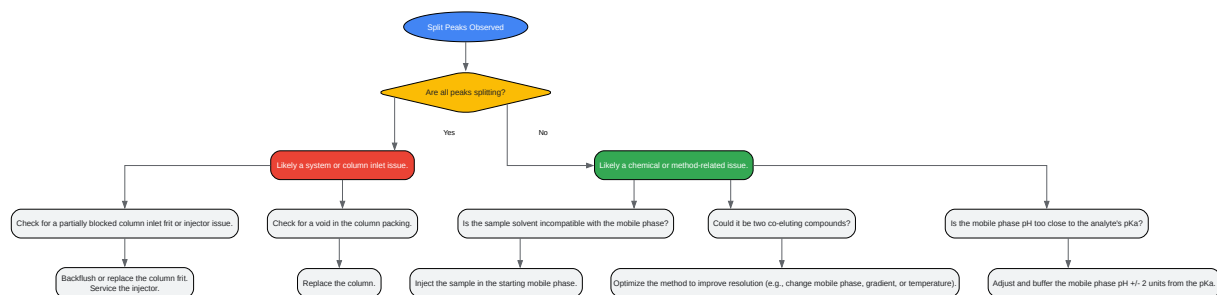 Split Peaks Observed
Are all peaks splitting?
Yes
No
Likely a system or column inlet issue.
Likely a chemical or method-related issue.
Check for a partially blocked column inlet frit or injector issue.
Check for a void in the column packing.
Is the sample solvent incompatible with the mobile phase?
Could it be two co-eluting compounds?
Is the mobile phase pH too close to the analyte's pKa?
Backflush or replace the column frit.
Service the injector.
Replace the column.
Inject the sample in the starting mobile phase.
Optimize the method to improve resolution (e.g., change mobile phase, gradient, or temperature).
Adjust and buffer the mobile phase pH +/- 2 units from the pKa.